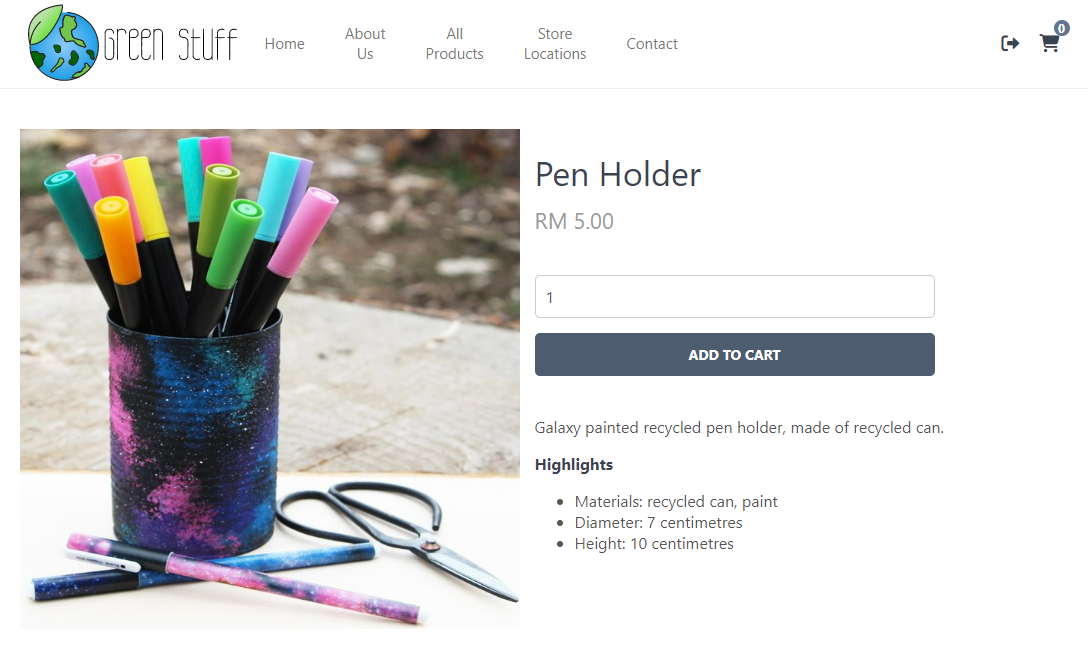 Green Stuff
Home
About
Us
All
Products
Store
Locations
Contact
0
Pen Holder
RM 5.00
1
ADD TO CART
Galaxy painted recycled pen holder, made of recycled can.
Highlights
Materials: recycled can, paint
Diameter: 7 centimetres
Height: 10 centimetres